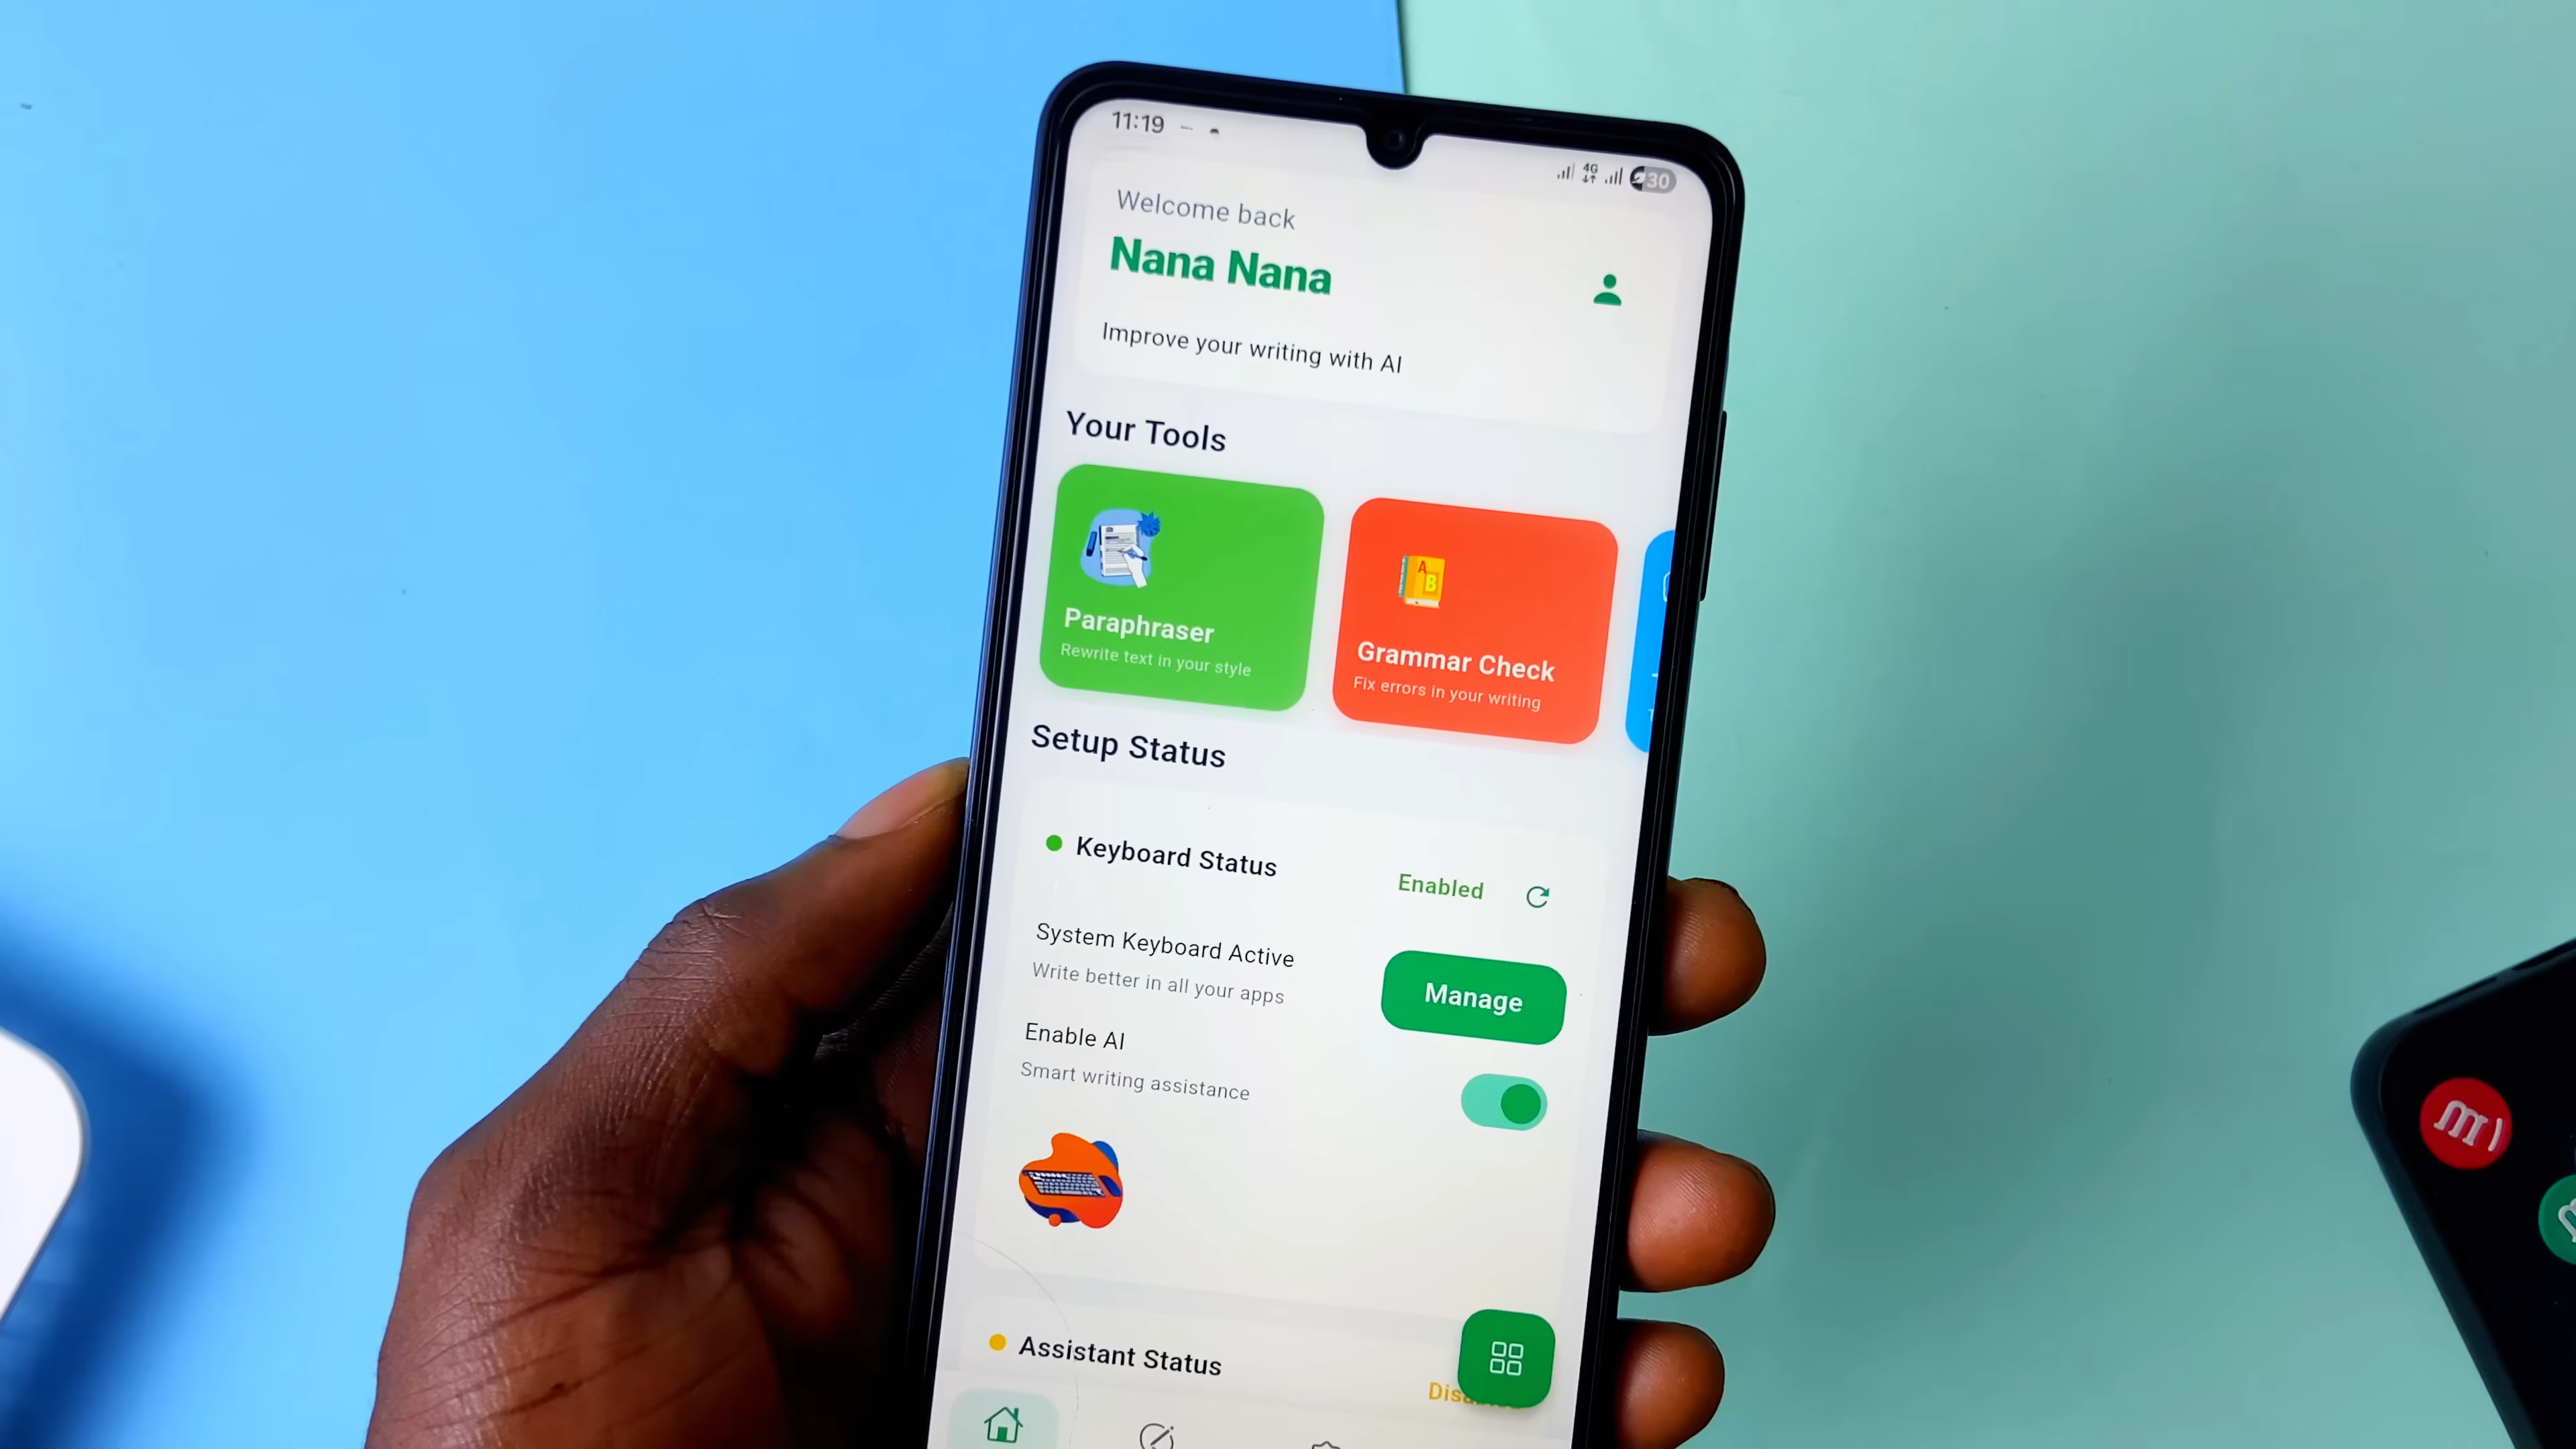 11:19
4G
30
Welcome back
Nana Nana
Improve your writing with AI
Your Tools
Paraphraser
Rewrite text in your style
A
B
Grammar Check
Fix errors in your writing
Setup Status
Keyboard Status
Enabled
System Keyboard Active
Write better in all your apps
Manage
Enable AI
Smart writing assistance
Assistant Status